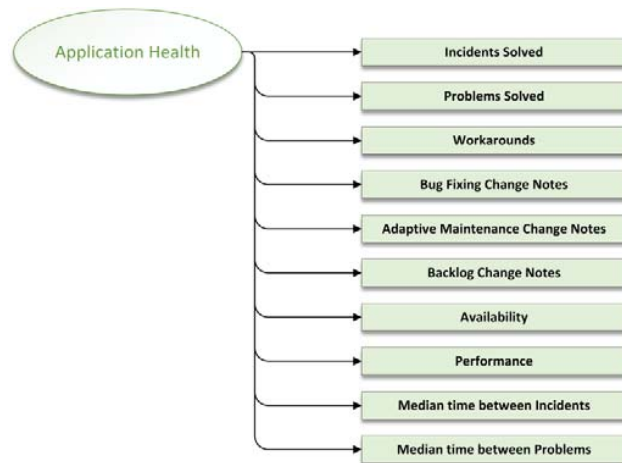 Application Health
Incidents Solved
Problems Solved
Workarounds
Bug Fixing Change Notes
Adaptive Maintenance Change Notes
Backlog Change Notes
Availability
Performance
Median time between Incidents
Median time between Problems